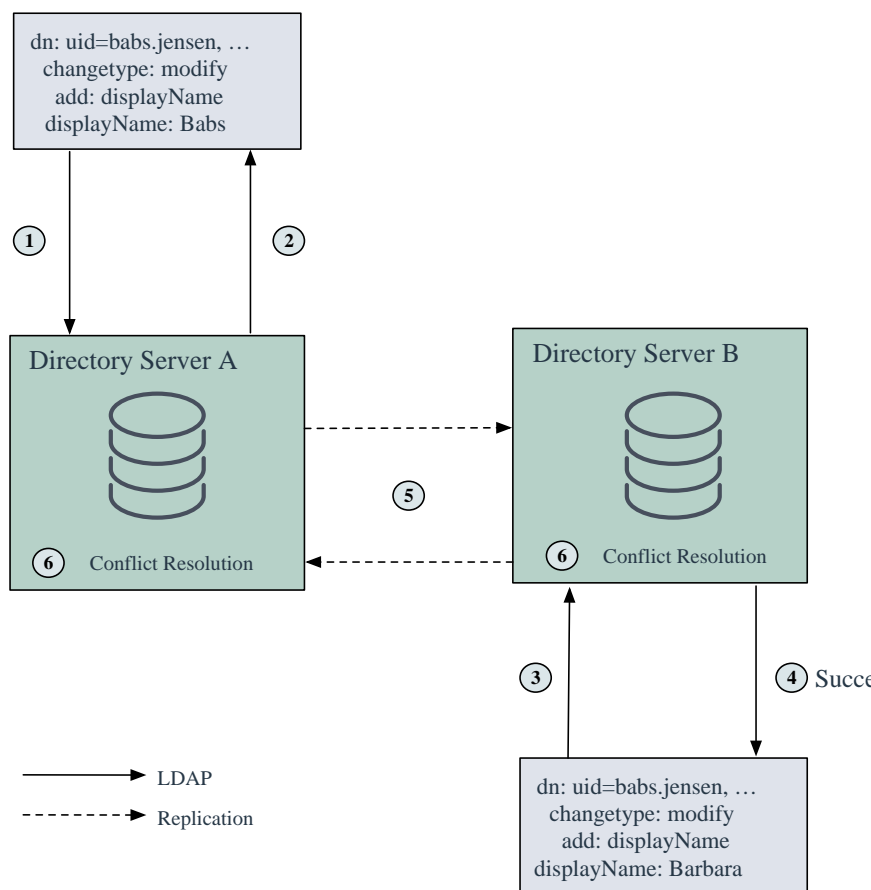 dn: uid=babs.jensen, …
changetype: modify
add: displayName
displayName: Babs
1
2
Directory Server A
Directory Server B
5
6 Conflict Resolution
6 Conflict Resolution
3
4 Succe
LDAP
Replication
dn: uid=babs.jensen, …
changetype: modify
add: displayName
displayName: Barbara